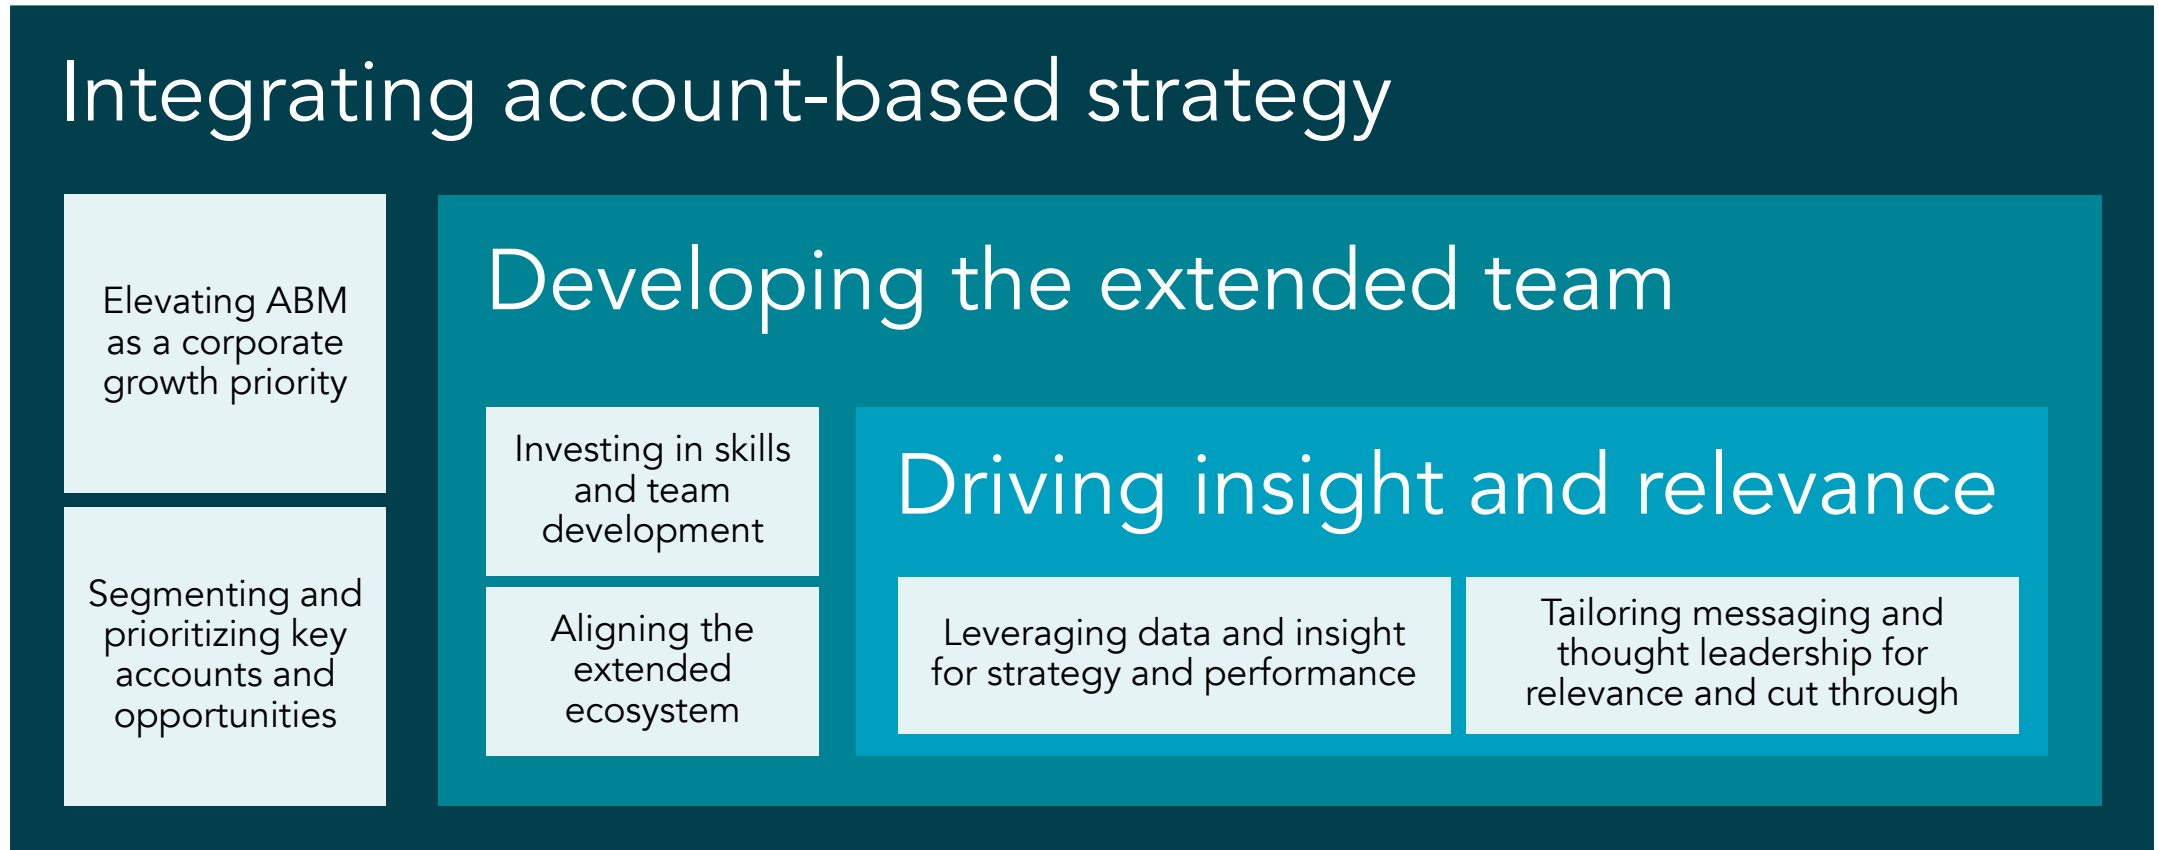 Integrating account-based strategy
Elevating ABM
as a corporate
growth priority
Segmenting and
prioritizing key
accounts and
opportunities
Developing the extended team
Investing in skills
and team
development
Aligning the
extended
ecosystem
Driving insight and relevance
Leveraging data and insight
for strategy and performance
Tailoring messaging and
thought leadership for
relevance and cut through